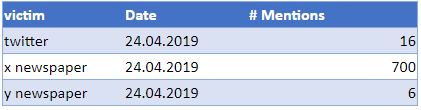 victim Date # Mentions
twitter 24.04.2019 16
x newspaper 24.04.2019 700
y newspaper 24.04.2019 6